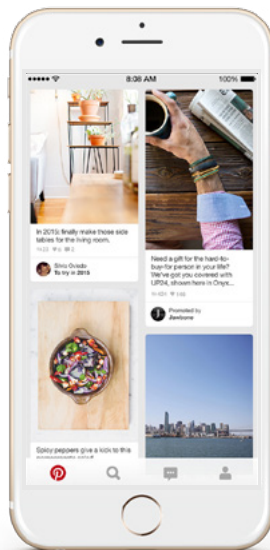 8:08 AM
100%
In 2015: finally make those side
tables for the living room.
Silvia Oviedo
To try in 2015
Need a gift for the hard-to-
buy-for person in your life?
We've got you covered with
UP24, shown here in Onyx...
Promoted by
Jawbone
Spicy peppers give a kick to this